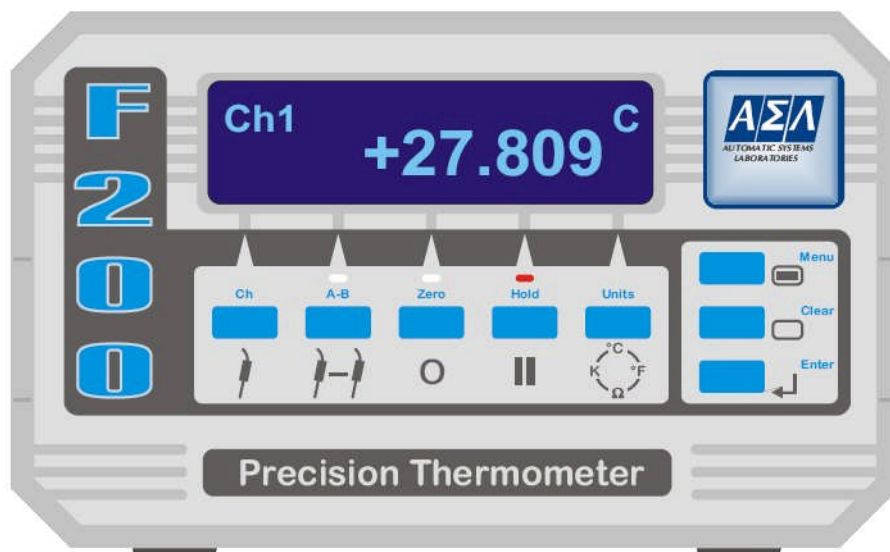 F200
Ch1
C
+27.809
ΑΣΛ
AUTOMATIC SYSTEMS
LABORATORIES
Ch
A-B
Zero
Hold
Units
°C
K
°F
Ω
Menu
Clear
Enter
Precision Thermometer